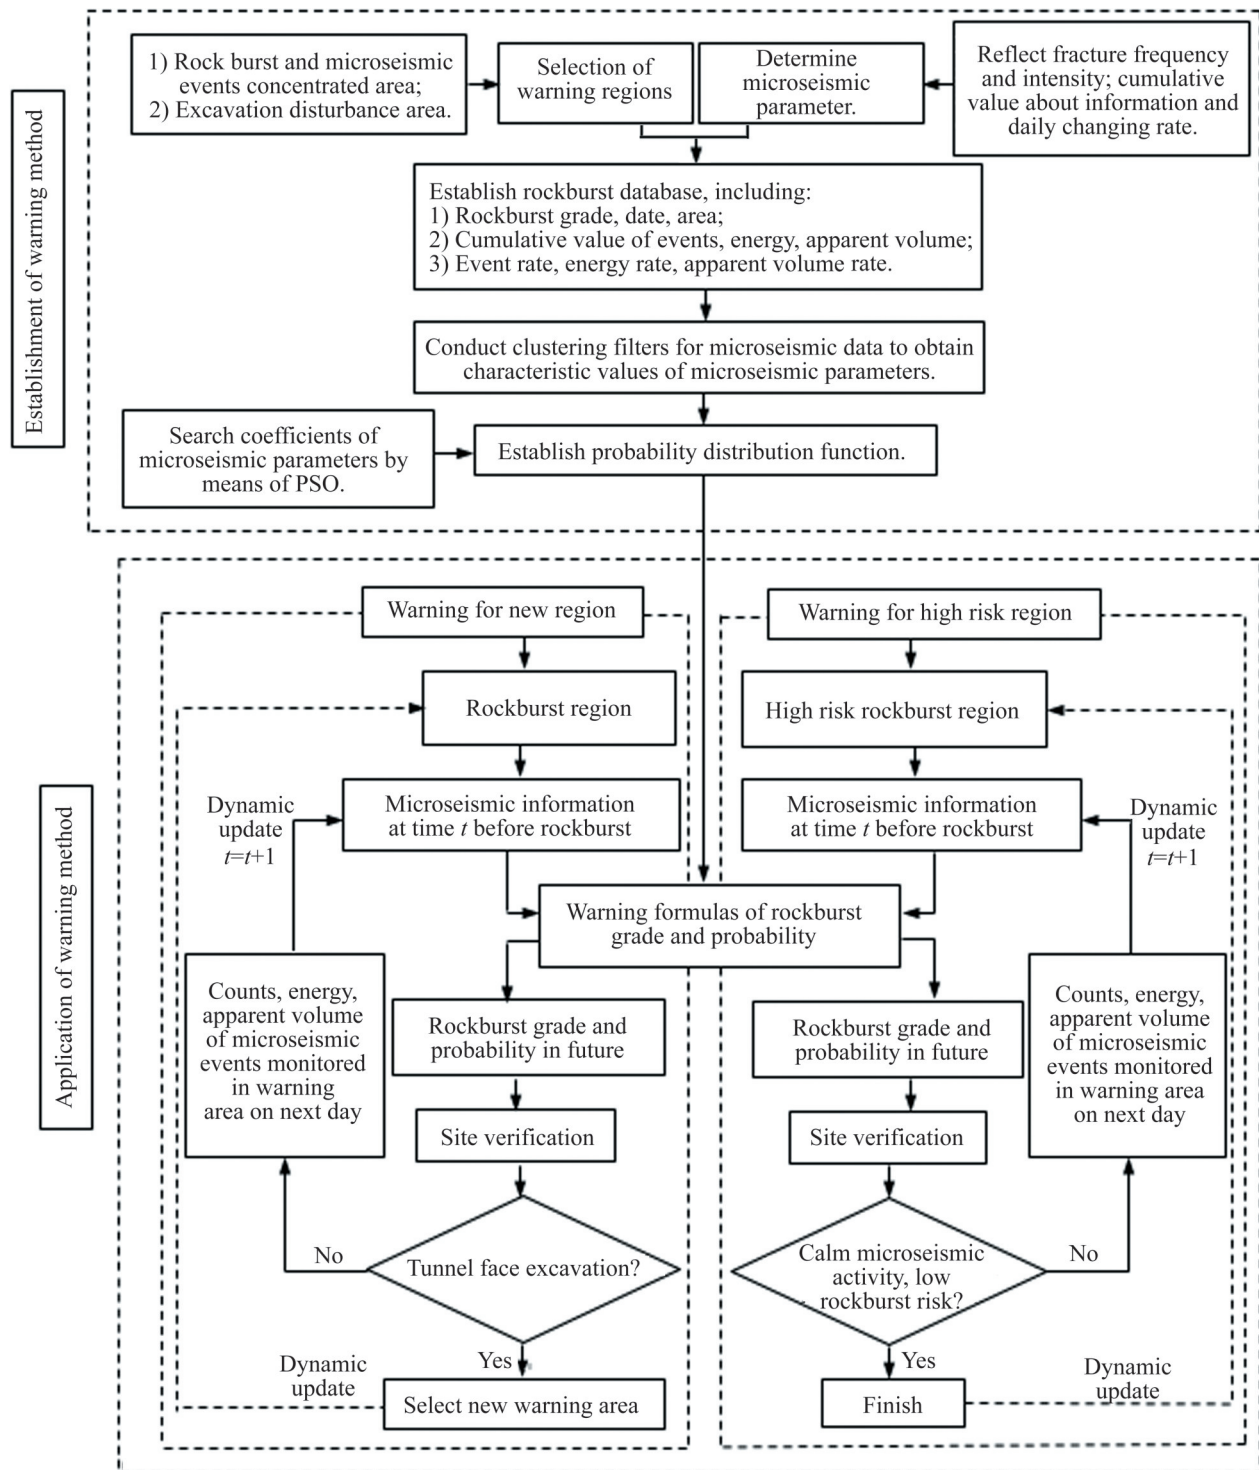 Establishment of warning method
1) Rock burst and microseismic
events concentrated area;
2) Excavation disturbance area.
Selection of
warning regions
Determine
microseismic
parameter.
Reflect fracture frequency
and intensity; cumulative
value about information and
daily changing rate.
Establish rockburst database, including:
1) Rockburst grade, date, area;
2) Cumulative value of events, energy, apparent volume;
3) Event rate, energy rate, apparent volume rate.
Conduct clustering filters for microseismic data to obtain
characteristic values of microseismic parameters.
Search coefficients of
microseismic parameters by
means of PSO.
Establish probability distribution function.
Application of warning method
Warning for new region
Rockburst region
Dynamic
update
t=t+1
Microseismic information
at time t before rockburst
Warning for high risk region
High risk rockburst region
Microseismic information
at time t before rockburst
Dynamic
update
t=t+1
Warning formulas of rockburst
grade and probability
Counts, energy,
apparent volume
of microseismic
events monitored
in warning
area on next day
Rockburst grade and
probability in future
Site verification
Tunnel face excavation?
No
Yes
Dynamic
update
Select new warning area
Rockburst grade and
probability in future
Counts, energy,
apparent volume
of microseismic
events monitored
in warning area
on next day
Site verification
Calm microseismic
activity, low
rockburst risk?
No
Yes
Finish
Dynamic
update